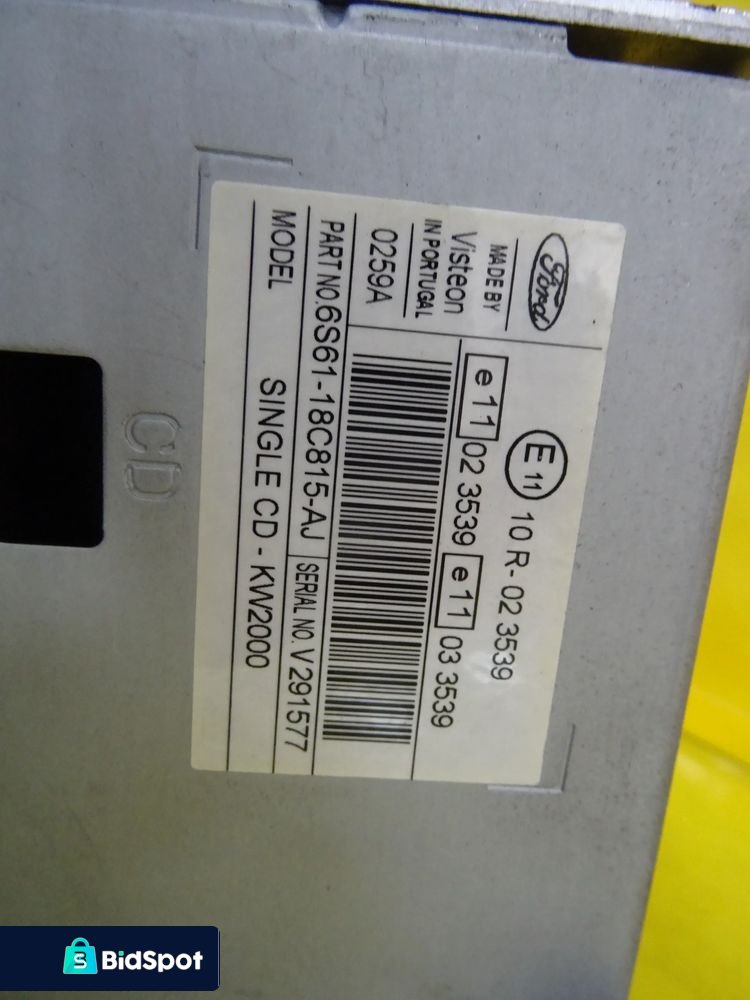 Ford
E 11 10 R- 02 3539
MADE BY
Visteon
IN PORTUGAL
e 11 02 3539 e 11 03 3539
0259A
PART NO. 6S61-18C815-AJ SERIAL NO. V 291577
MODEL SINGLE CD - KW2000
CD
BidSpot